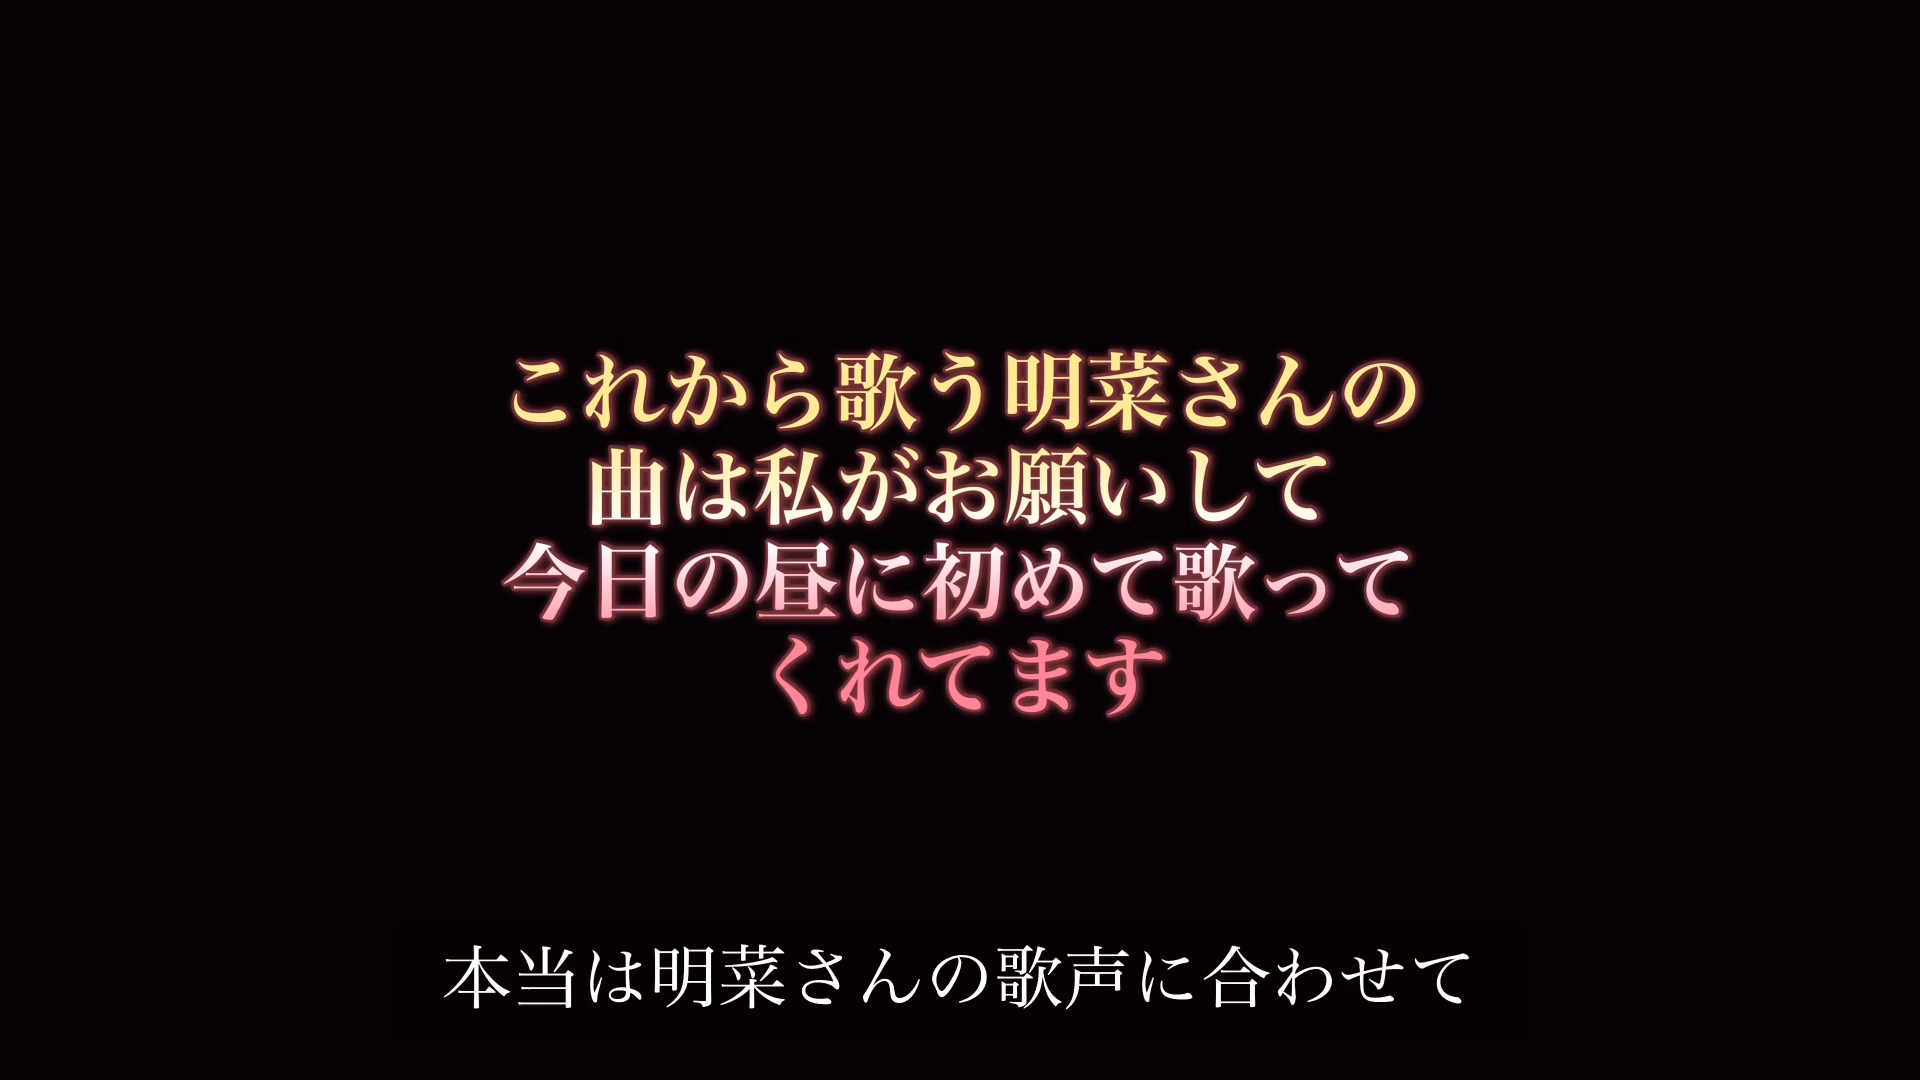 これから歌う明菜さんの
曲は私がお願いして
今日の昼に初めて歌って
くれてます
本当は明菜さんの歌声に合わせて